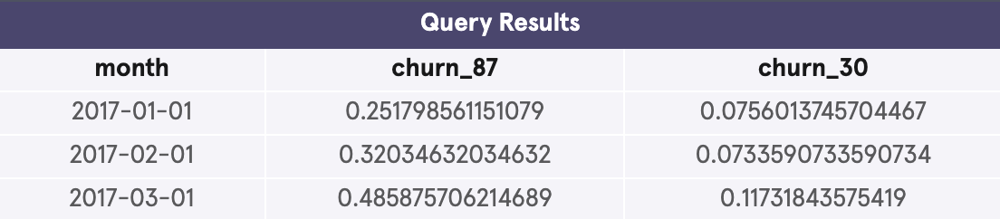 Query Results
month churn_87 churn_30
2017-01-01 0.251798561151079 0.0756013745704467
2017-02-01 0.32034632034632 0.0733590733590734
2017-03-01 0.485875706214689 0.11731843575419